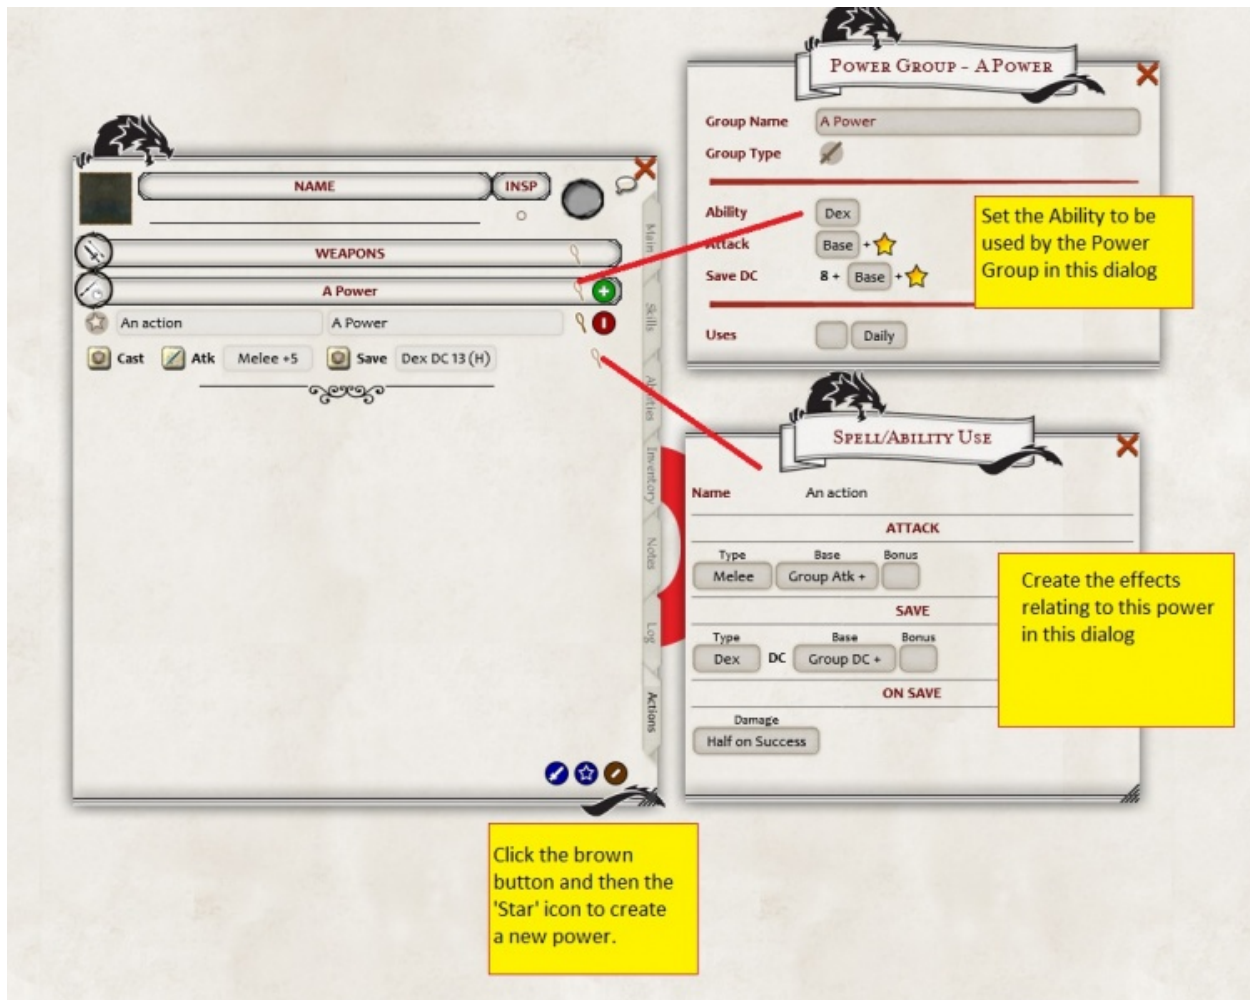 POWER GROUP - A POWER
Group Name A Power
Group Type
Ability Dex
Attack Base +
Save DC 8 + Base +
Uses Daily
Set the Ability to be
used by the Power
Group in this dialog
NAME INSP
WEAPONS
A Power
An action A Power
Cast Atk Melee +5 Save Dex DC 13 (H)
Main
Skills
Abilities
Inventory
Notes
Log
Actions
SPELL/ABILITY USE
Name An action
ATTACK
Type Base Bonus
Melee Group Atk +
SAVE
Type Base Bonus
Dex DC Group DC +
ON SAVE
Damage
Half on Success
Create the effects
relating to this power
in this dialog
Click the brown
button and then the
'Star' icon to create
a new power.